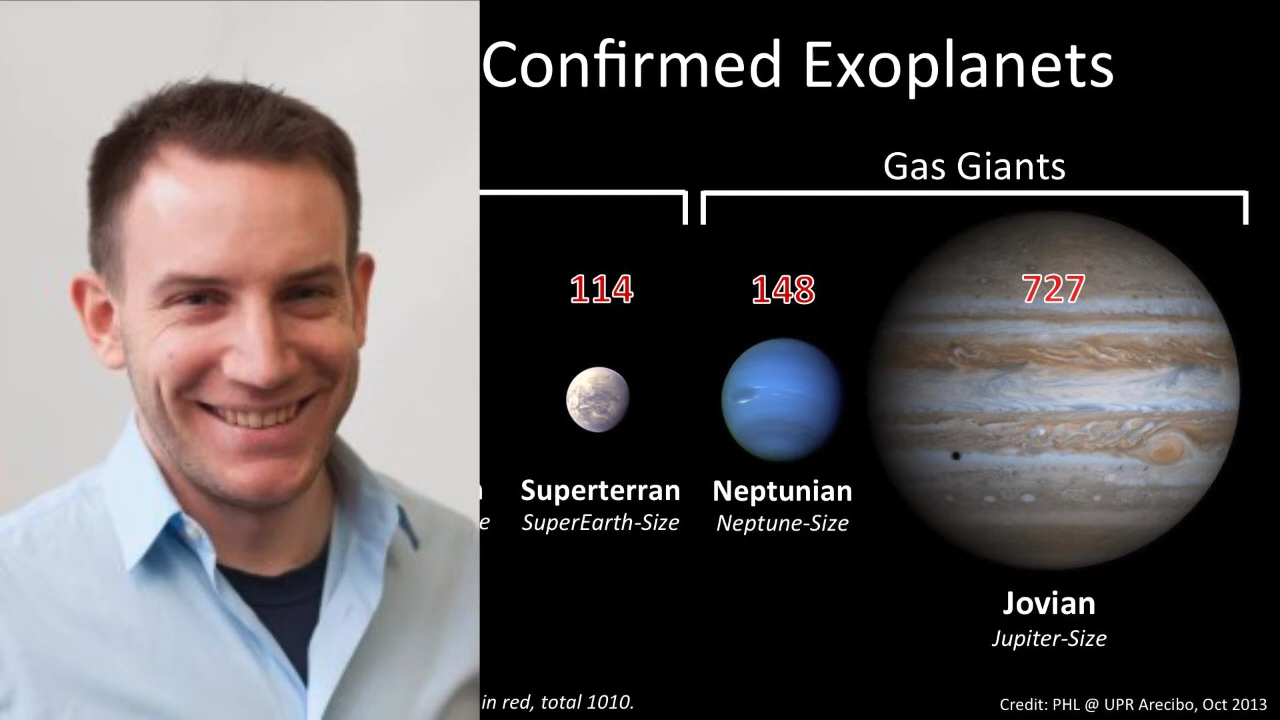 Confirmed Exoplanets
Gas Giants
114
148
727
Superterran
SuperEarth-Size
Neptunian
Neptune-Size
Jovian
Jupiter-Size
in red, total 1010.
Credit: PHL @ UPR Arecibo, Oct 2013